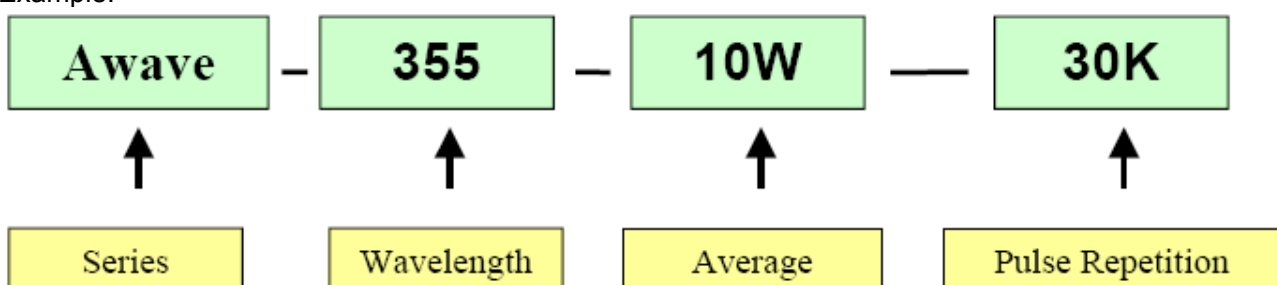 Example:
Awave – 355 – 10W — 30K
Series Wavelength Average Pulse Repetition